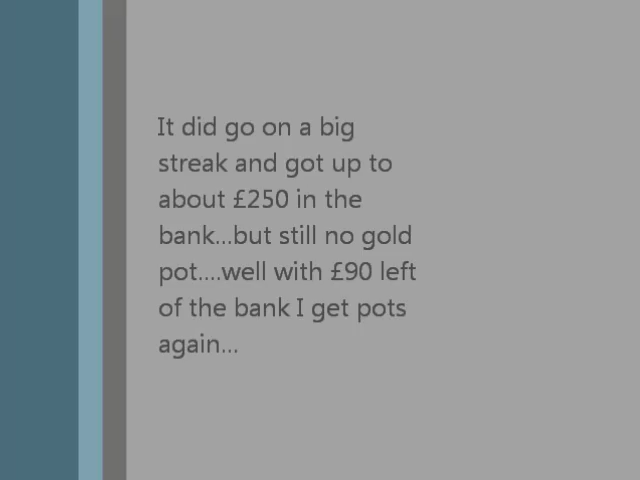 It did go on a big
streak and got up to
about £250 in the
bank...but still no gold
pot....well with £90 left
of the bank I get pots
again...